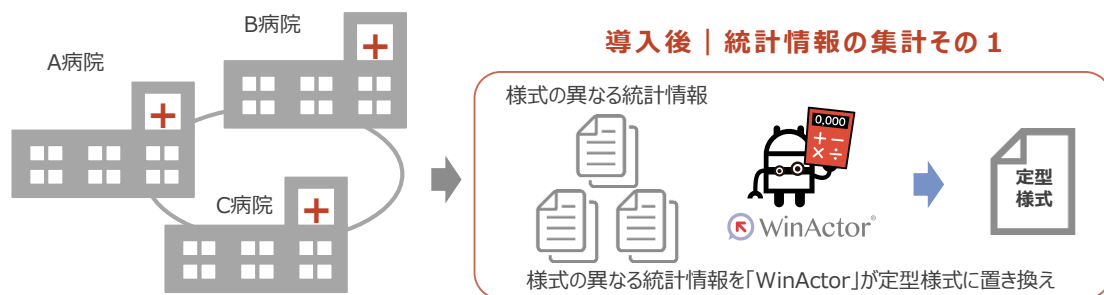 A病院
B病院
C病院
導入後｜統計情報の集計その1
様式の異なる統計情報
0,000
+ −
× ÷
WinActor®
定型
様式
様式の異なる統計情報を「WinActor」が定型様式に置き換え